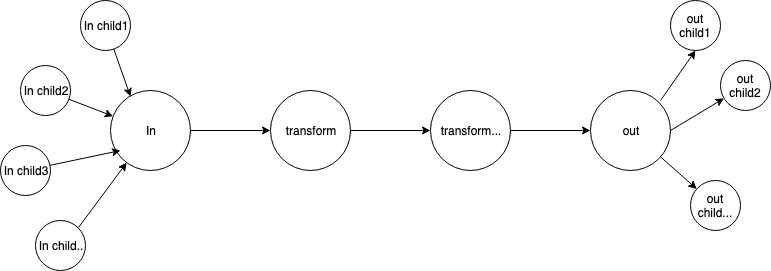 In child1
In child2
In child3
In child..
In
transform
transform...
out
out
child1
out
child2
out
child...